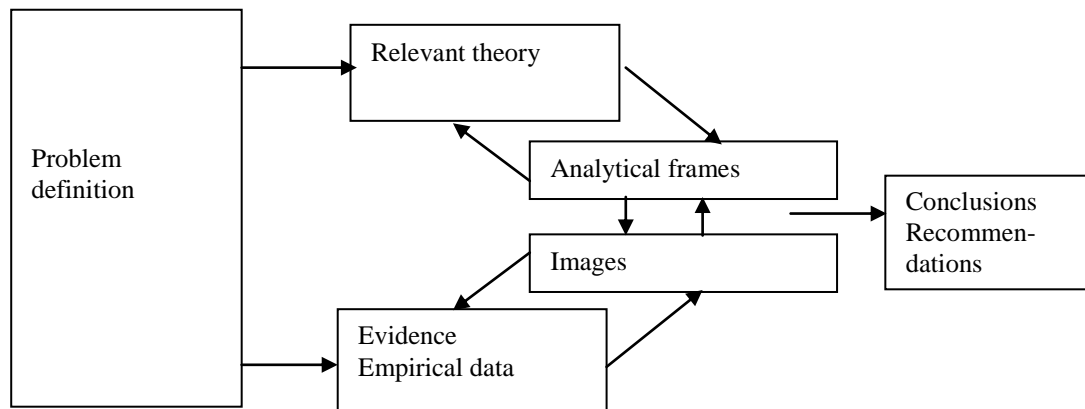 Relevant theory
Problem
definition
Analytical frames
Conclusions
Recommen-
dations
Images
Evidence
Empirical data